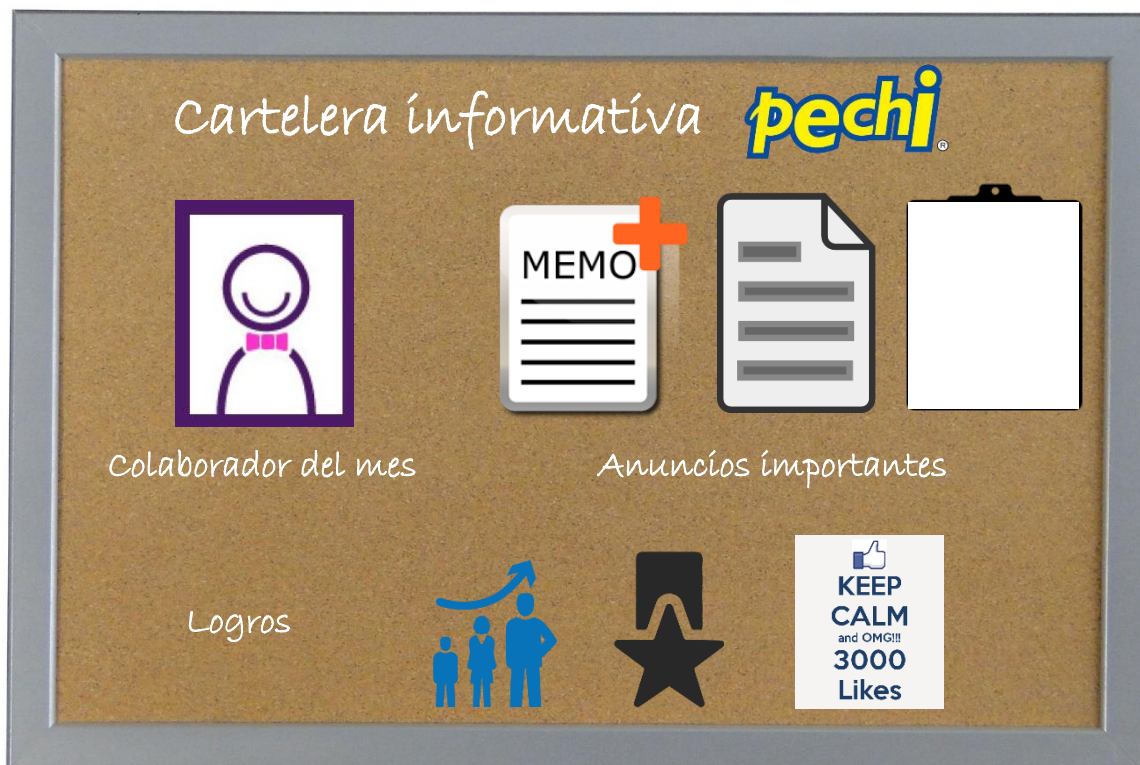 Cartelera informativa
pechi®
MEMO
Colaborador del mes
Anuncios importantes
Logros
KEEP
CALM
and OMG!!!
3000
Likes